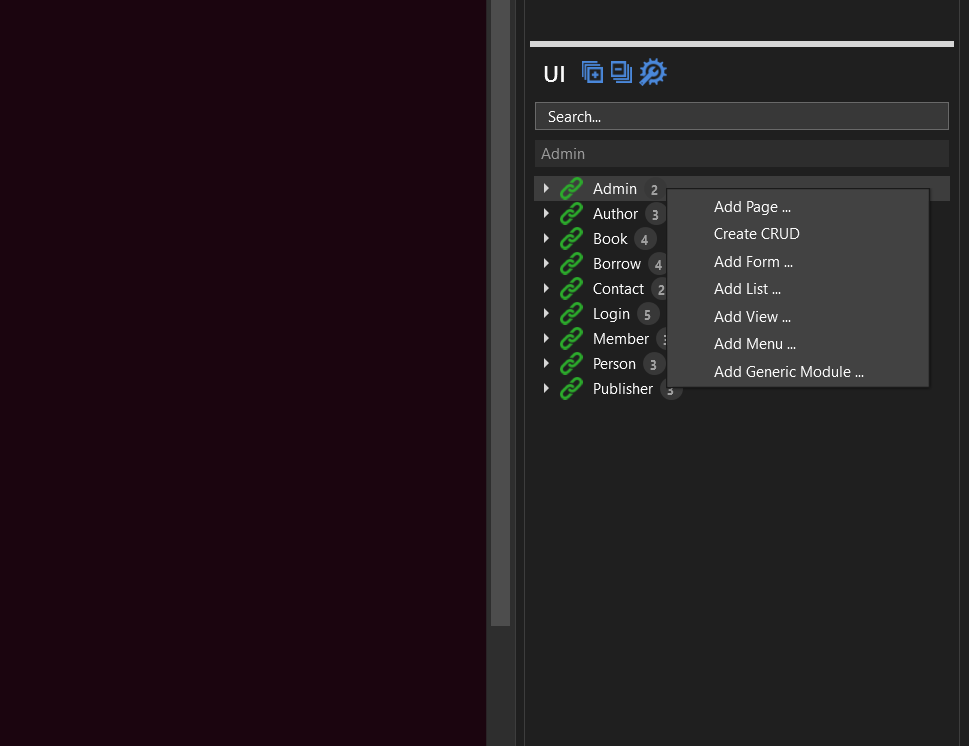 UI
Search...
Admin
Admin 2
Author 3
Book 4
Borrow 4
Contact 2
Login 5
Member
Person 3
Publisher 3
Add Page ...
Create CRUD
Add Form ...
Add List ...
Add View ...
Add Menu ...
Add Generic Module ...